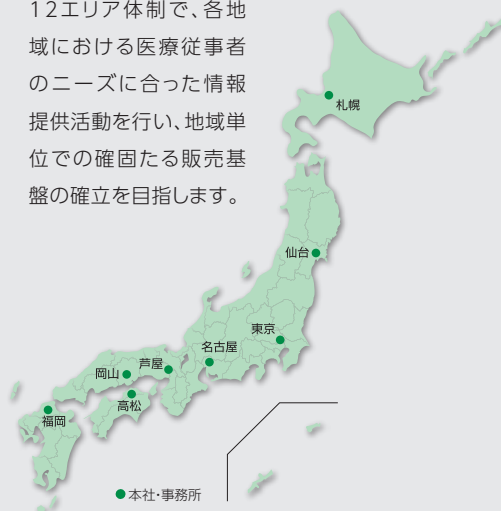 12エリア体制で、各地
域における医療従事者
のニーズに合った情報
提供活動を行い、地域単
位での確固たる販売基
盤の確立を目指します。
札幌
仙台
東京
名古屋
芦屋
岡山
高松
福岡
●本社・事務所